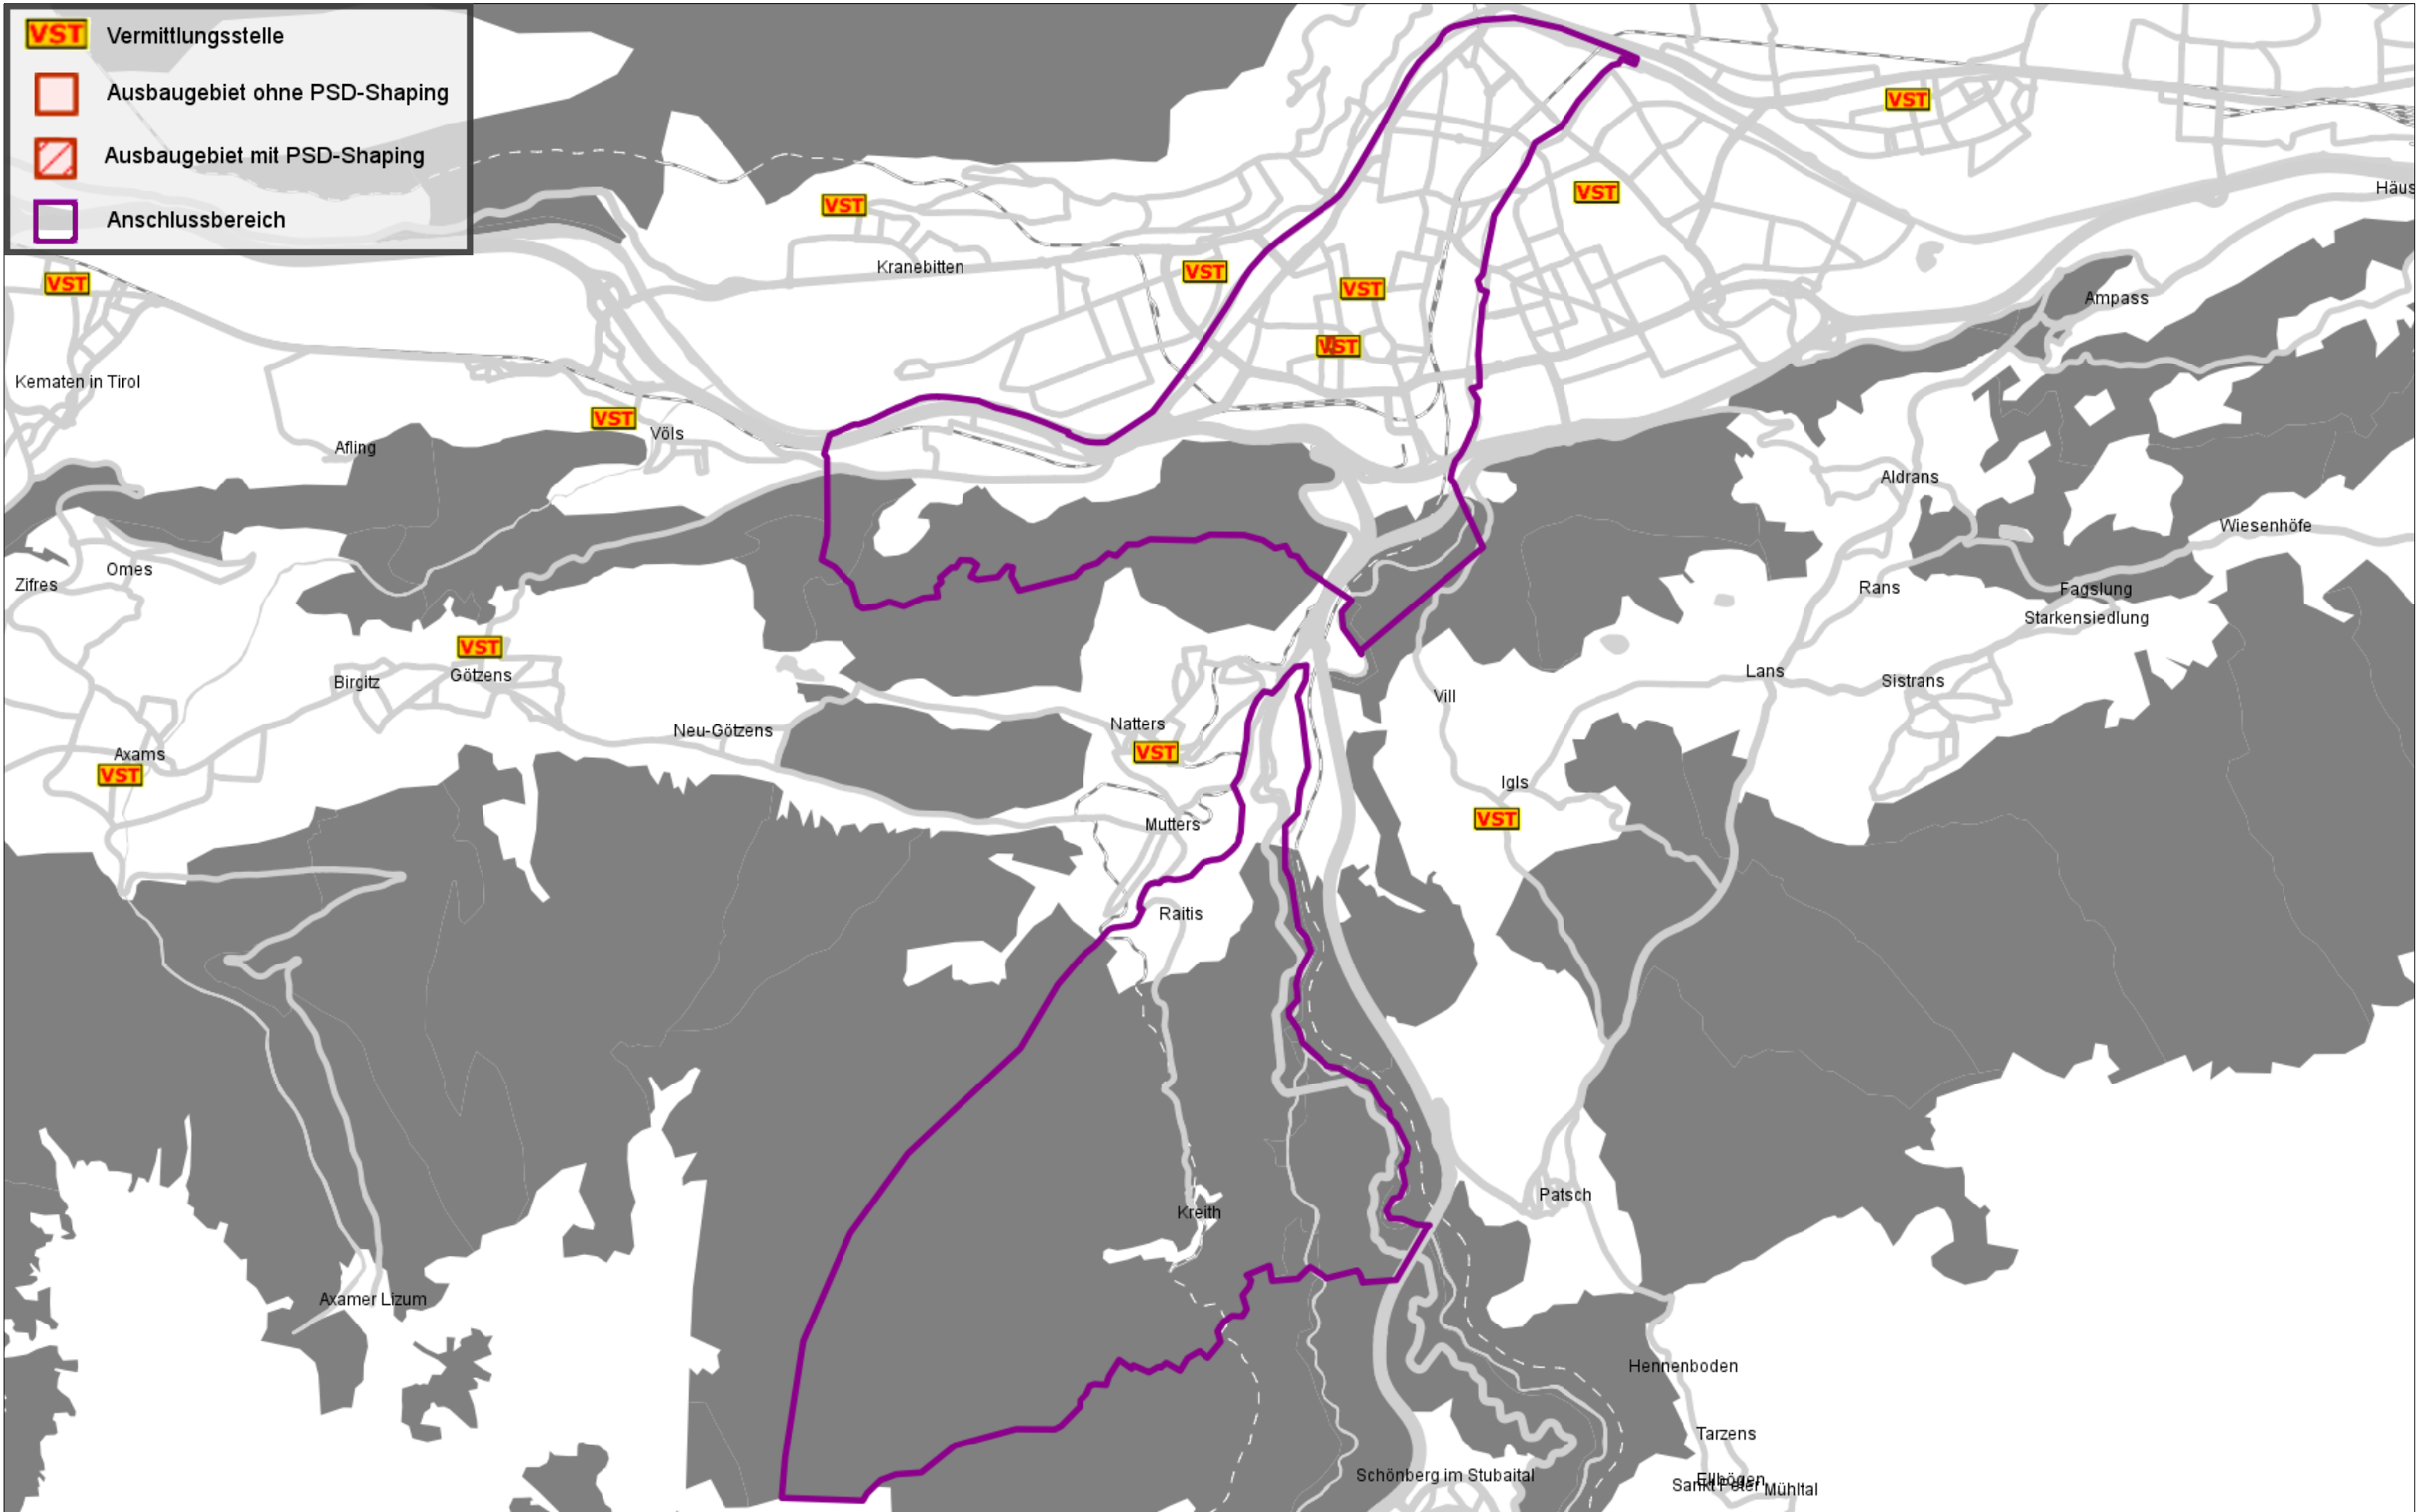 VST Vermittlungsstelle
Ausbaugebiet ohne PSD-Shaping
Ausbaugebiet mit PSD-Shaping
Anschlussbereich
VST
VST
Häus
VST
VST
Kranebitten
VST
VST
VST
Ampass
VST
Kematen in Tirol
VST
Völs
Afling
Aldrans
Wiesenhöfe
Omes
Zifres
Rans
Fagslung
Starkensiedlung
VST
Götzens
Birgitz
Lans
Sistrans
Vill
Natters
Neu-Götzens
VST
Axams
VST
Igls
VST
Mutters
Raitis
Patsch
Kreith
Axamer Lizum
Hennenboden
Tarzens
Schönberg im Stubaital
Ellbögen
Sankt Peter
Mühltal